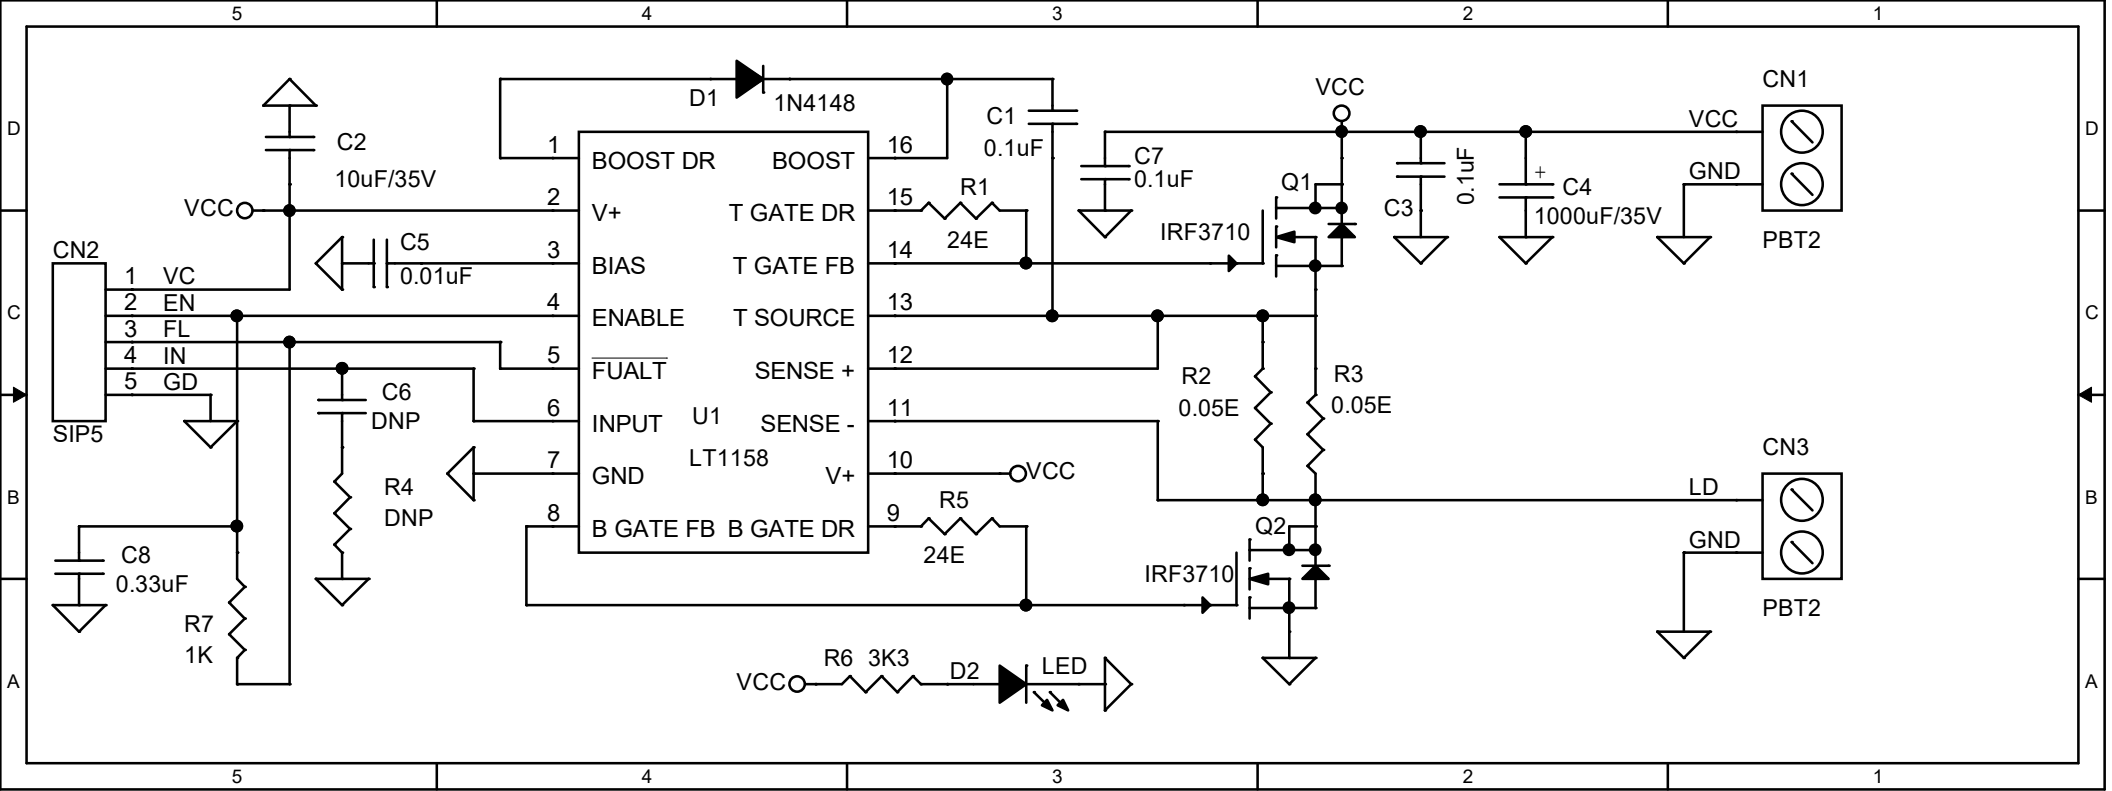 5 4 3 2 1
D D
C C
B B
A A
D1
1N4148
C2
10uF/35V
VCC
CN2
1 VC
2 EN
3 FL
4 IN
5 GD
SIP5
C5
0.01uF
C6
DNP
R4
DNP
C8
0.33uF
R7
1K
1 BOOST DR BOOST 16
2 V+ T GATE DR 15
3 BIAS T GATE FB 14
4 ENABLE T SOURCE 13
5 FUALT SENSE + 12
6 INPUT U1 SENSE - 11
7 GND LT1158 V+ 10
8 B GATE FB B GATE DR 9
C1
0.1uF
R1
24E
VCC
R5
24E
VCC R6 3K3 D2 LED
C7
0.1uF
VCC
Q1
IRF3710
C3
0.1uF
+
C4
1000uF/35V
R2
0.05E
R3
0.05E
Q2
IRF3710
CN1
VCC
GND
PBT2
CN3
LD
GND
PBT2
5 4 3 2 1